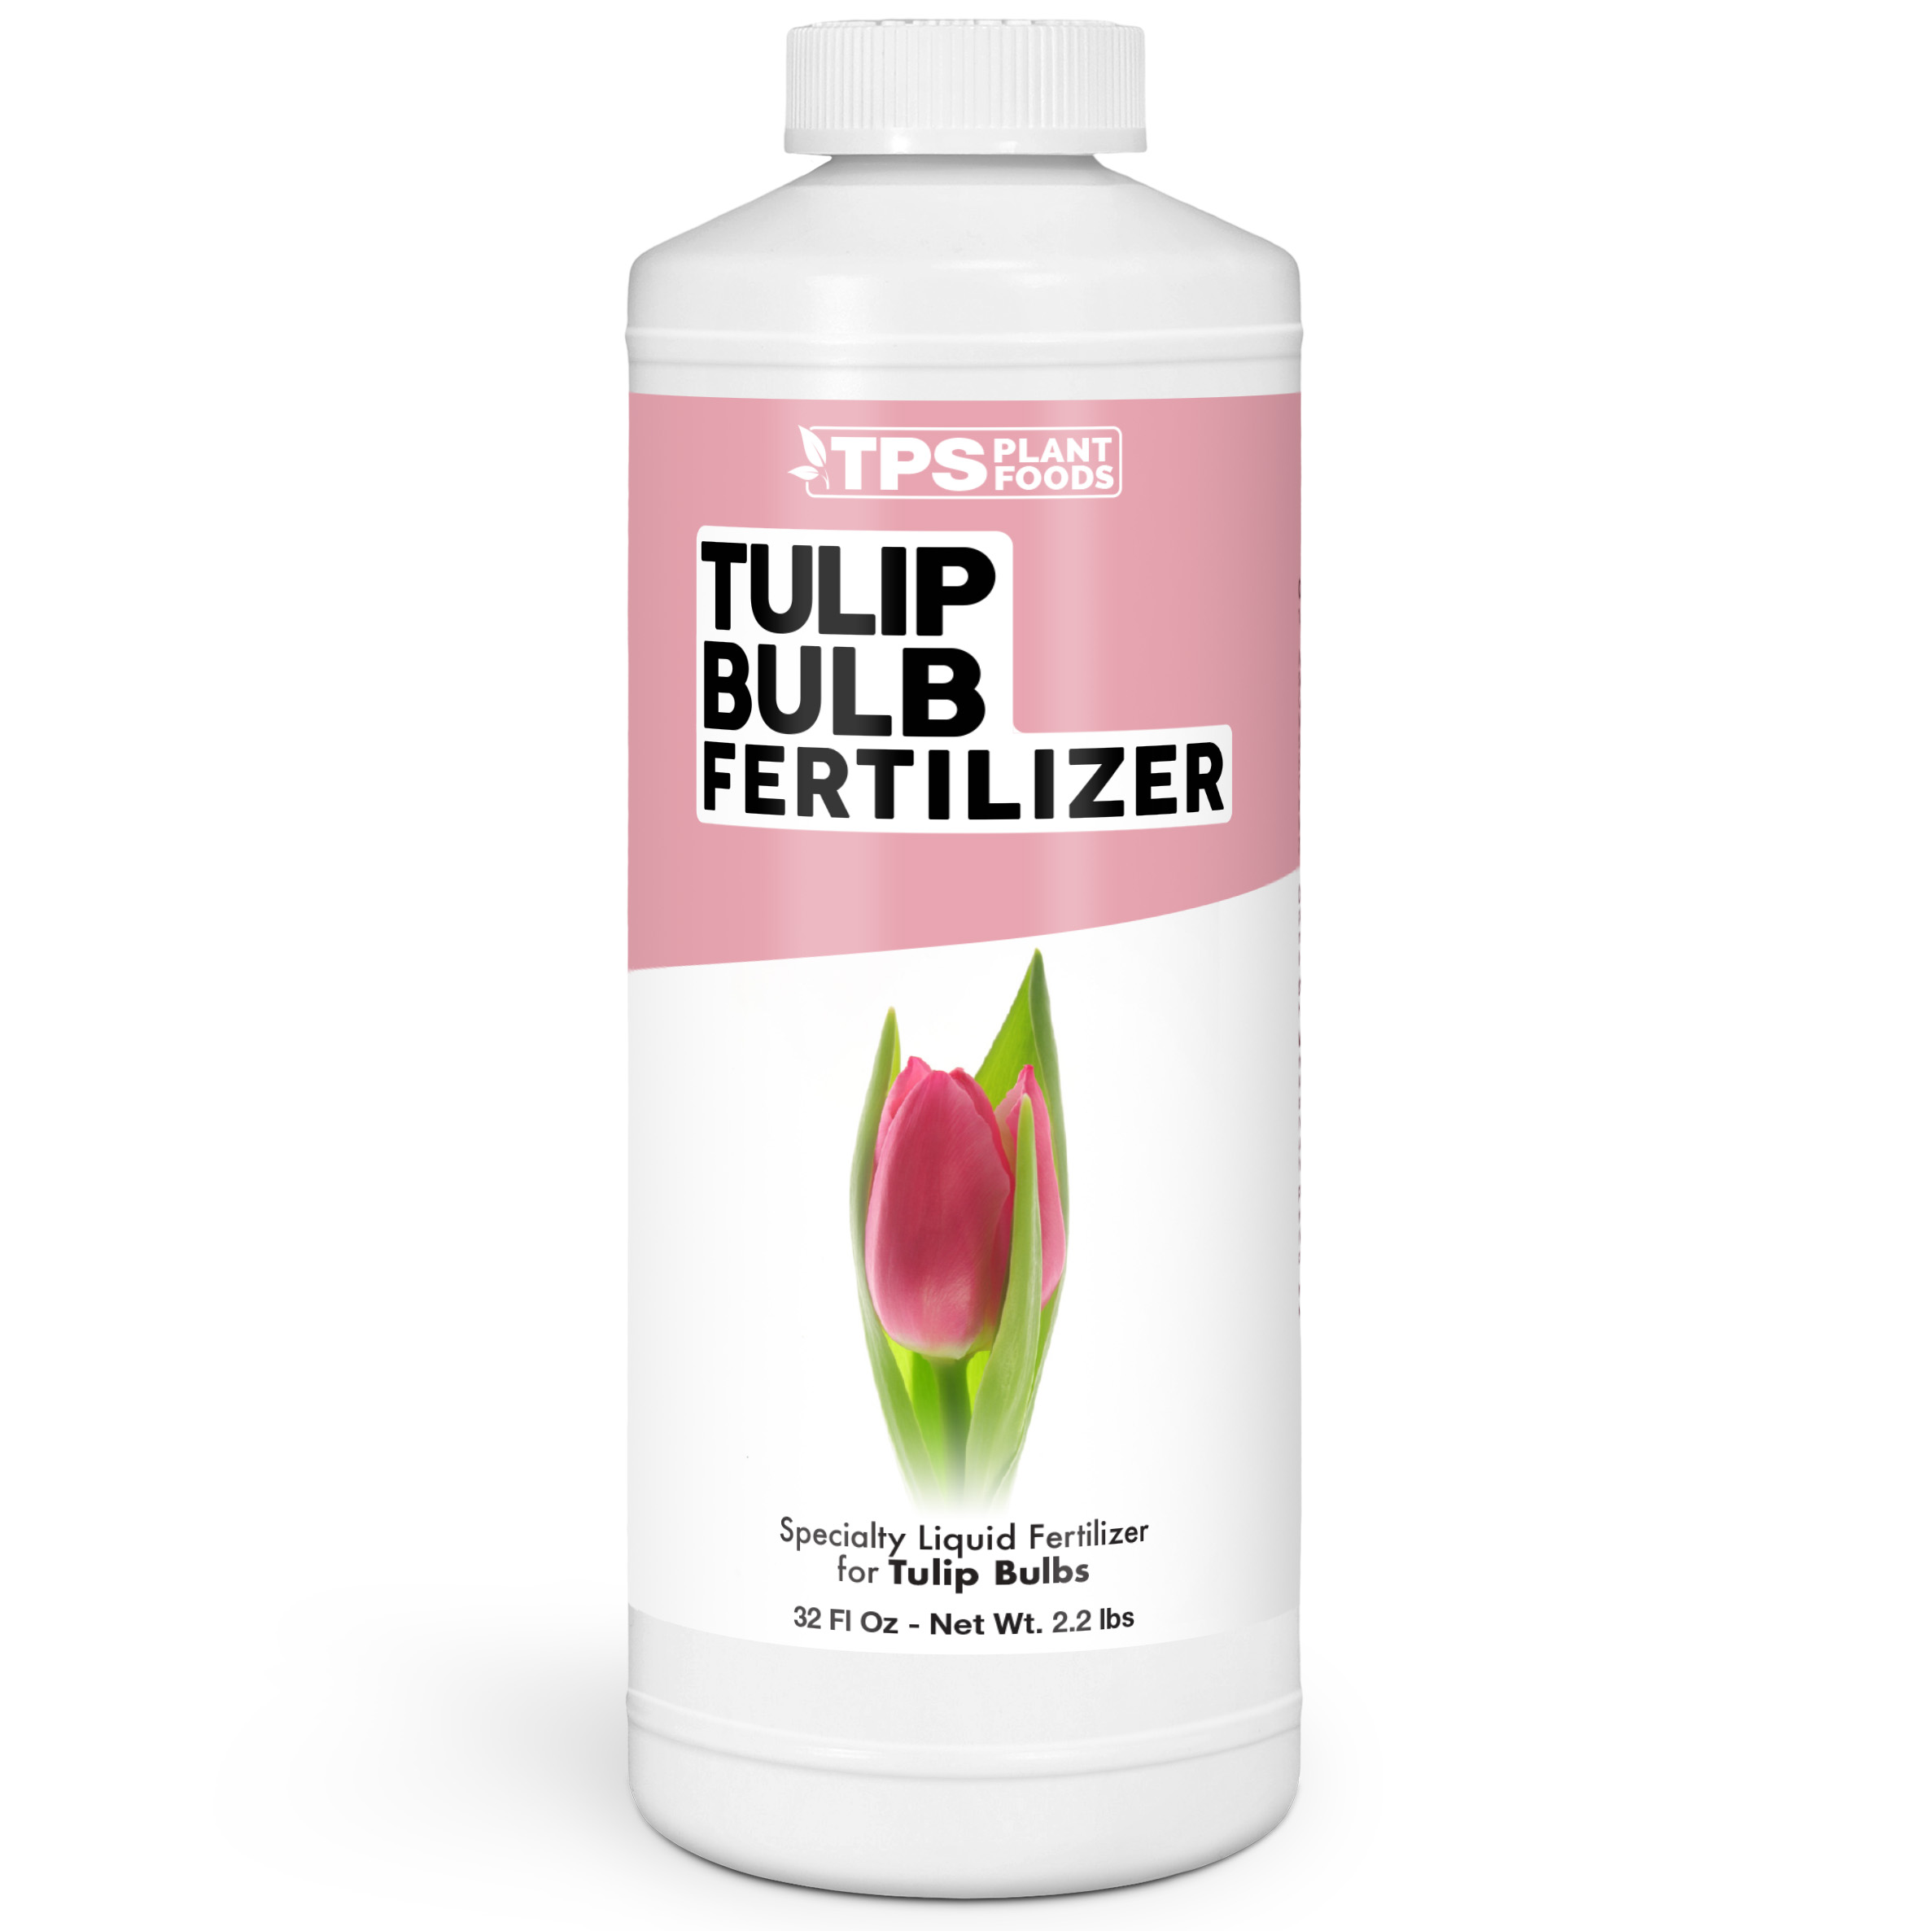 TPS PLANT FOODS
TULIP
BULB
FERTILIZER
Specialty Liquid Fertilizer
for Tulip Bulbs
32 Fl Oz - Net Wt. 2.2 lbs